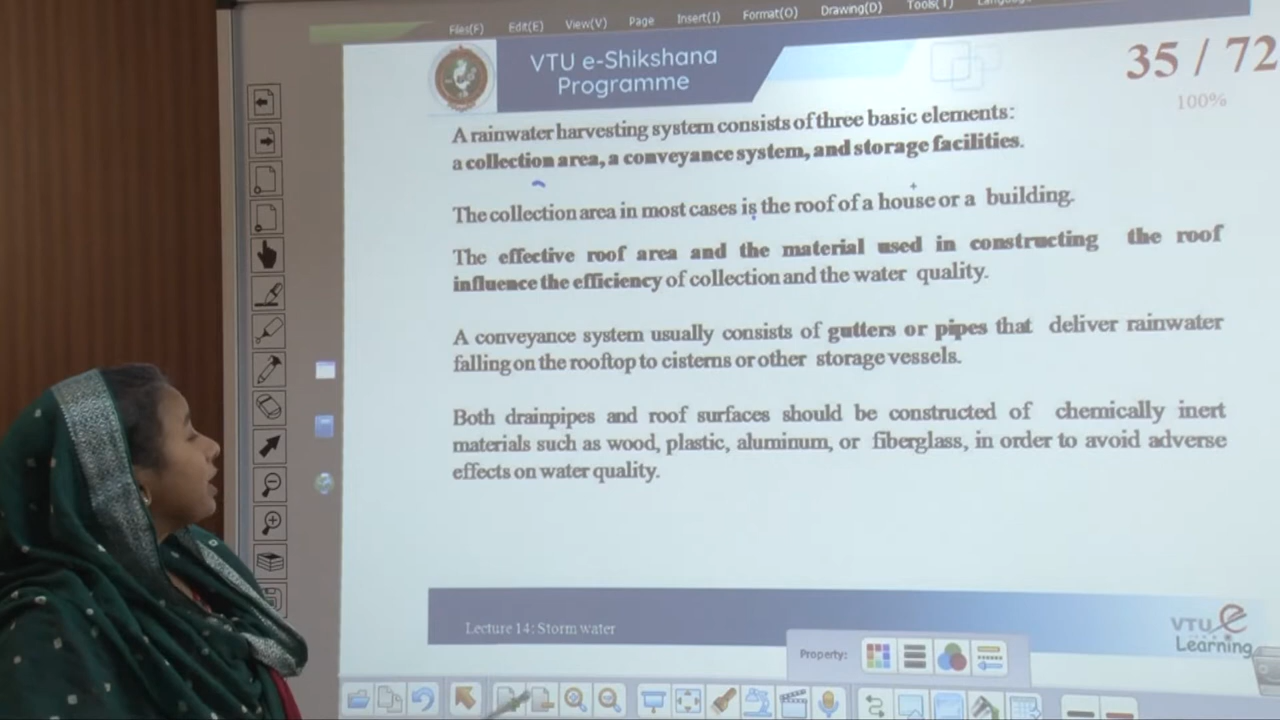 Files(F) Edit(E) View(V) Page Insert(I) Format(O) Drawing(D) Tools(T)
VTU e-Shikshana
Programme
35 / 72
100%
A rainwater harvesting system consists of three basic elements:
a collection area, a conveyance system, and storage facilities.
The collection area in most cases is the roof of a house or a building.
The effective roof area and the material used in constructing the roof
influence the efficiency of collection and the water quality.
A conveyance system usually consists of gutters or pipes that deliver rainwater
falling on the rooftop to cisterns or other storage vessels.
Both drainpipes and roof surfaces should be constructed of chemically inert
materials such as wood, plastic, aluminum, or fiberglass, in order to avoid adverse
effects on water quality.
Lecture 14: Storm water
VTU e
Learning
Property: